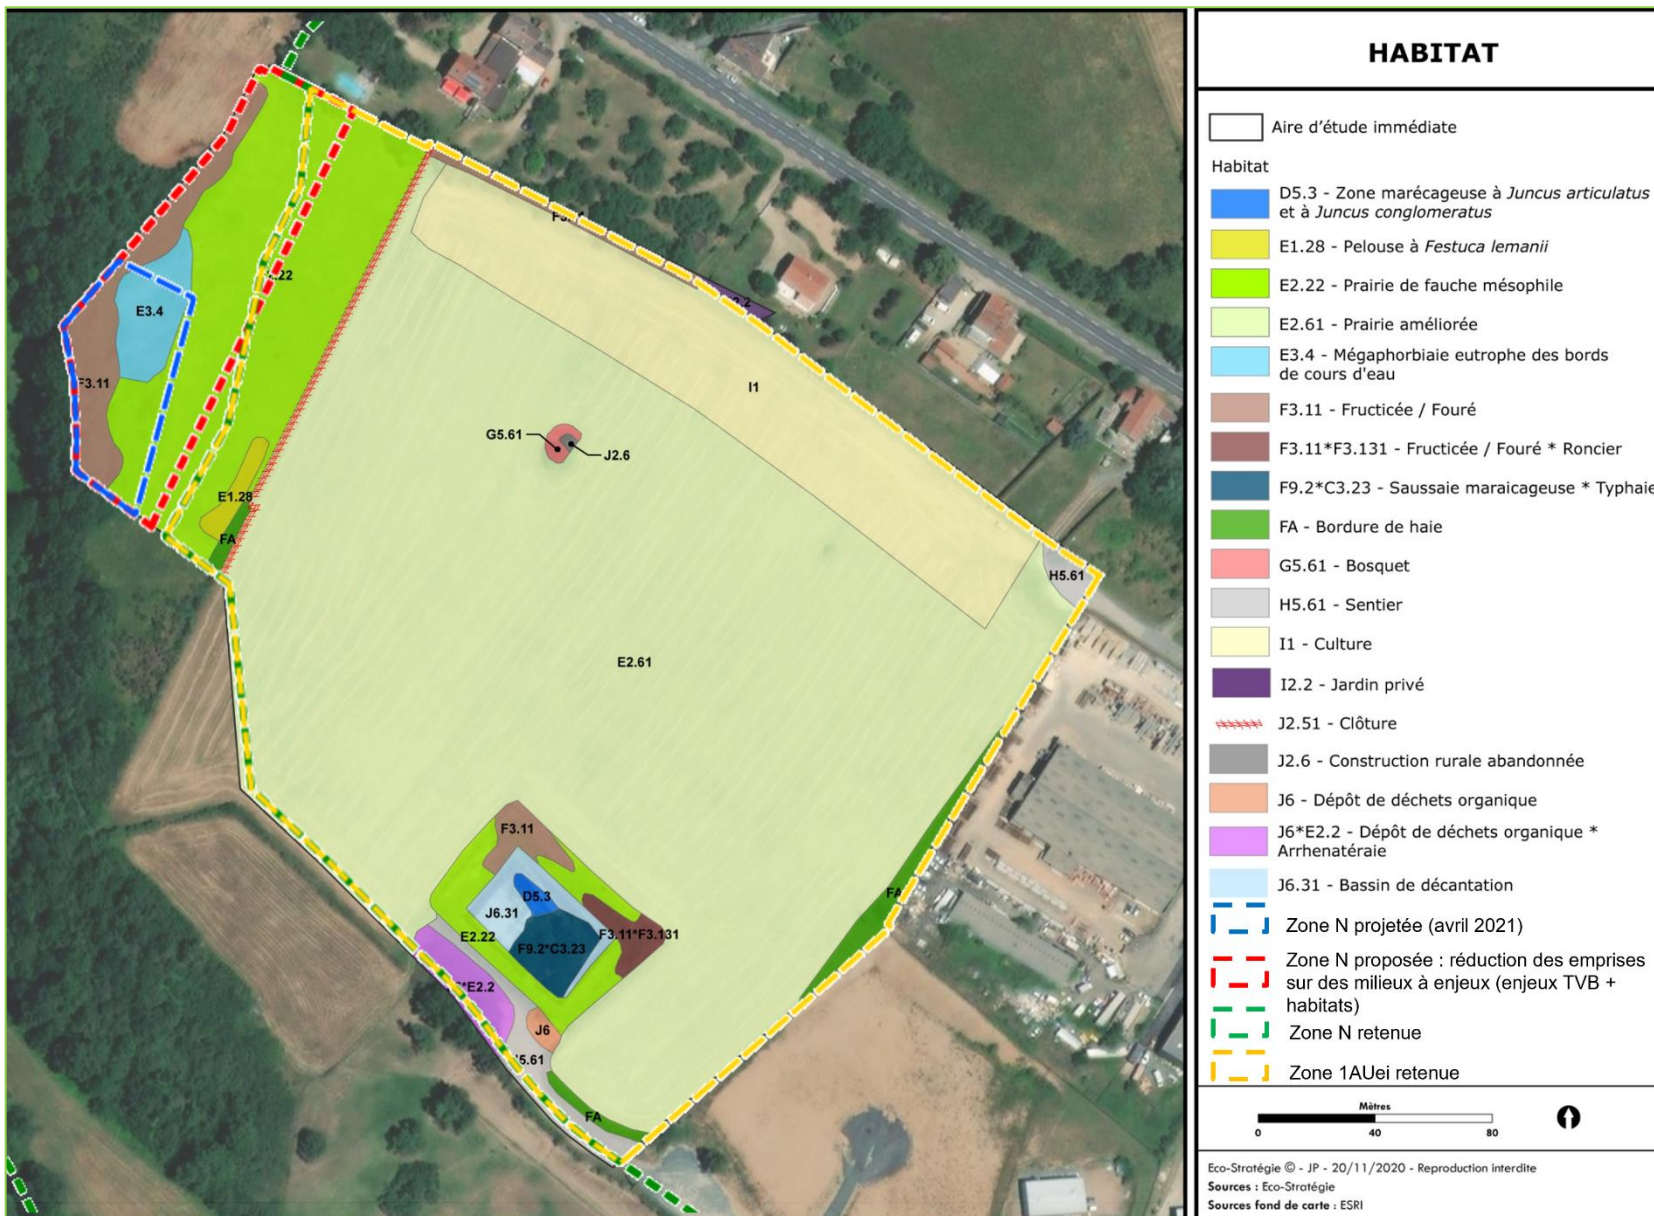 HABITAT
Aire d'étude immédiate
Habitat
D5.3 - Zone marécageuse à Juncus articulatus
et à Juncus conglomeratus
E1.28 - Pelouse à Festuca lemanii
E2.22 - Prairie de fauche mésophile
E2.61 - Prairie améliorée
E3.4 - Mégaphorbiaie eutrophe des bords
de cours d'eau
F3.11 - Fructicée / Fouré
F3.11*F3.131 - Fructicée / Fouré * Roncier
F9.2*C3.23 - Saussaie maraicageuse * Typhaie
FA - Bordure de haie
G5.61 - Bosquet
H5.61 - Sentier
I1 - Culture
I2.2 - Jardin privé
J2.51 - Clôture
J2.6 - Construction rurale abandonnée
J6 - Dépôt de déchets organique
J6*E2.2 - Dépôt de déchets organique *
Arrhenatéraie
J6.31 - Bassin de décantation
Zone N projetée (avril 2021)
Zone N proposée : réduction des emprises
sur des milieux à enjeux (enjeux TVB +
habitats)
Zone N retenue
Zone 1AUei retenue
Mètres
0 40 80
Eco-Stratégie © - JP - 20/11/2020 - Reproduction interdite
Sources : Eco-Stratégie
Sources fond de carte : ESRI
E3.4
F3.11
I1
G5.61
J2.6
E1.28
FA
H5.61
E2.61
F3.11
D5.3
J6.31
FA
E2.22
F9.2*C3.23
F3.11*F3.131
*E2.2
J6
5.61
FA